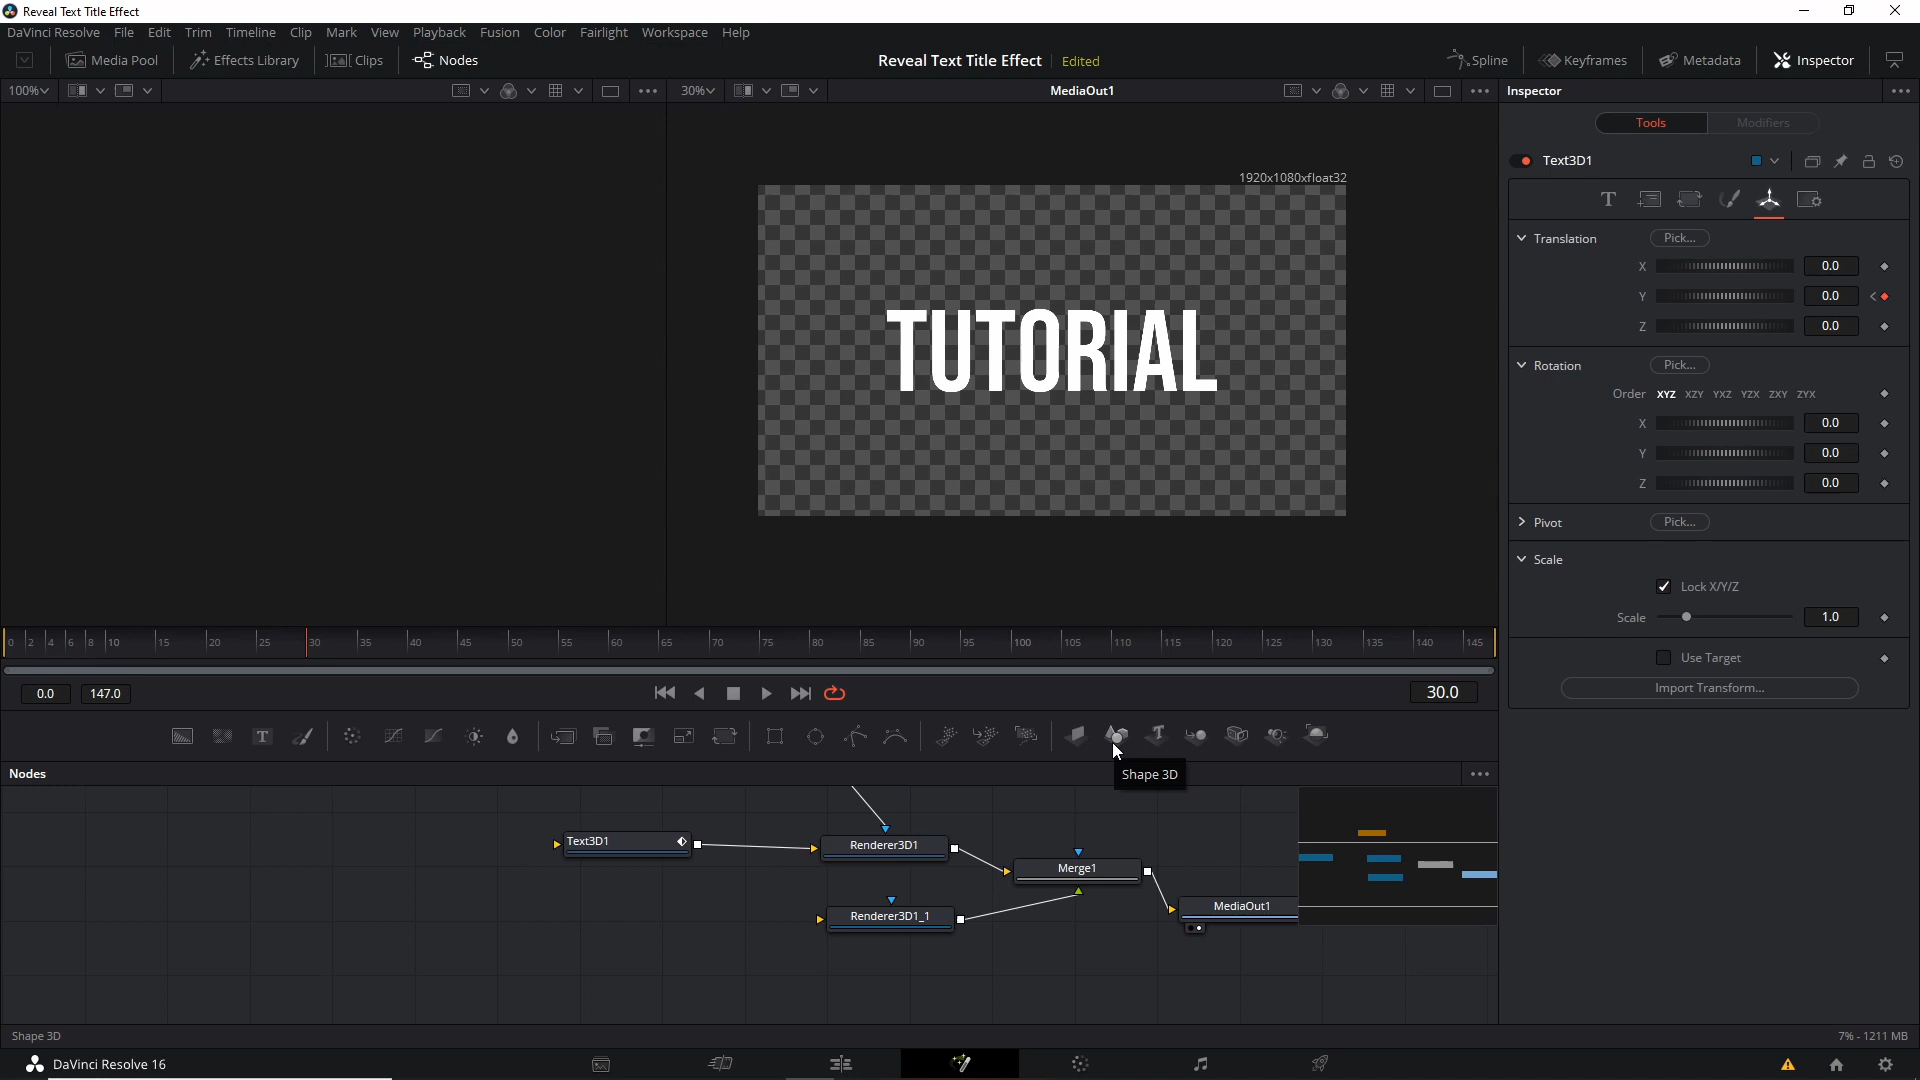 Reveal Text Title Effect
DaVinci Resolve File Edit Trim Timeline Clip Mark View Playback Fusion Color Fairlight Workspace Help
Media Pool Effects Library Clips Nodes Reveal Text Title Effect Edited Spline Keyframes Metadata Inspector
100% 30% MediaOut1 Inspector
Tools Modifiers
Text3D1
1920x1080xfloat32
TUTORIAL
Translation Pick...
X 0.0
Y 0.0
Z 0.0
Rotation Pick...
Order XYZ XZY YXZ YZX ZXY ZYX
X 0.0
Y 0.0
Z 0.0
Pivot Pick...
Scale
Lock X/Y/Z
Scale 1.0
Use Target
Import Transform...
0 2 4 6 8 10 15 20 25 30 35 40 45 50 55 60 65 70 75 80 85 90 95 100 105 110 115 120 125 130 135 140 145
0.0 147.0 30.0
T
Nodes
Shape 3D
Text3D1
Renderer3D1
Merge1
Renderer3D1_1
MediaOut1
Shape 3D 7% - 1211 MB
DaVinci Resolve 16